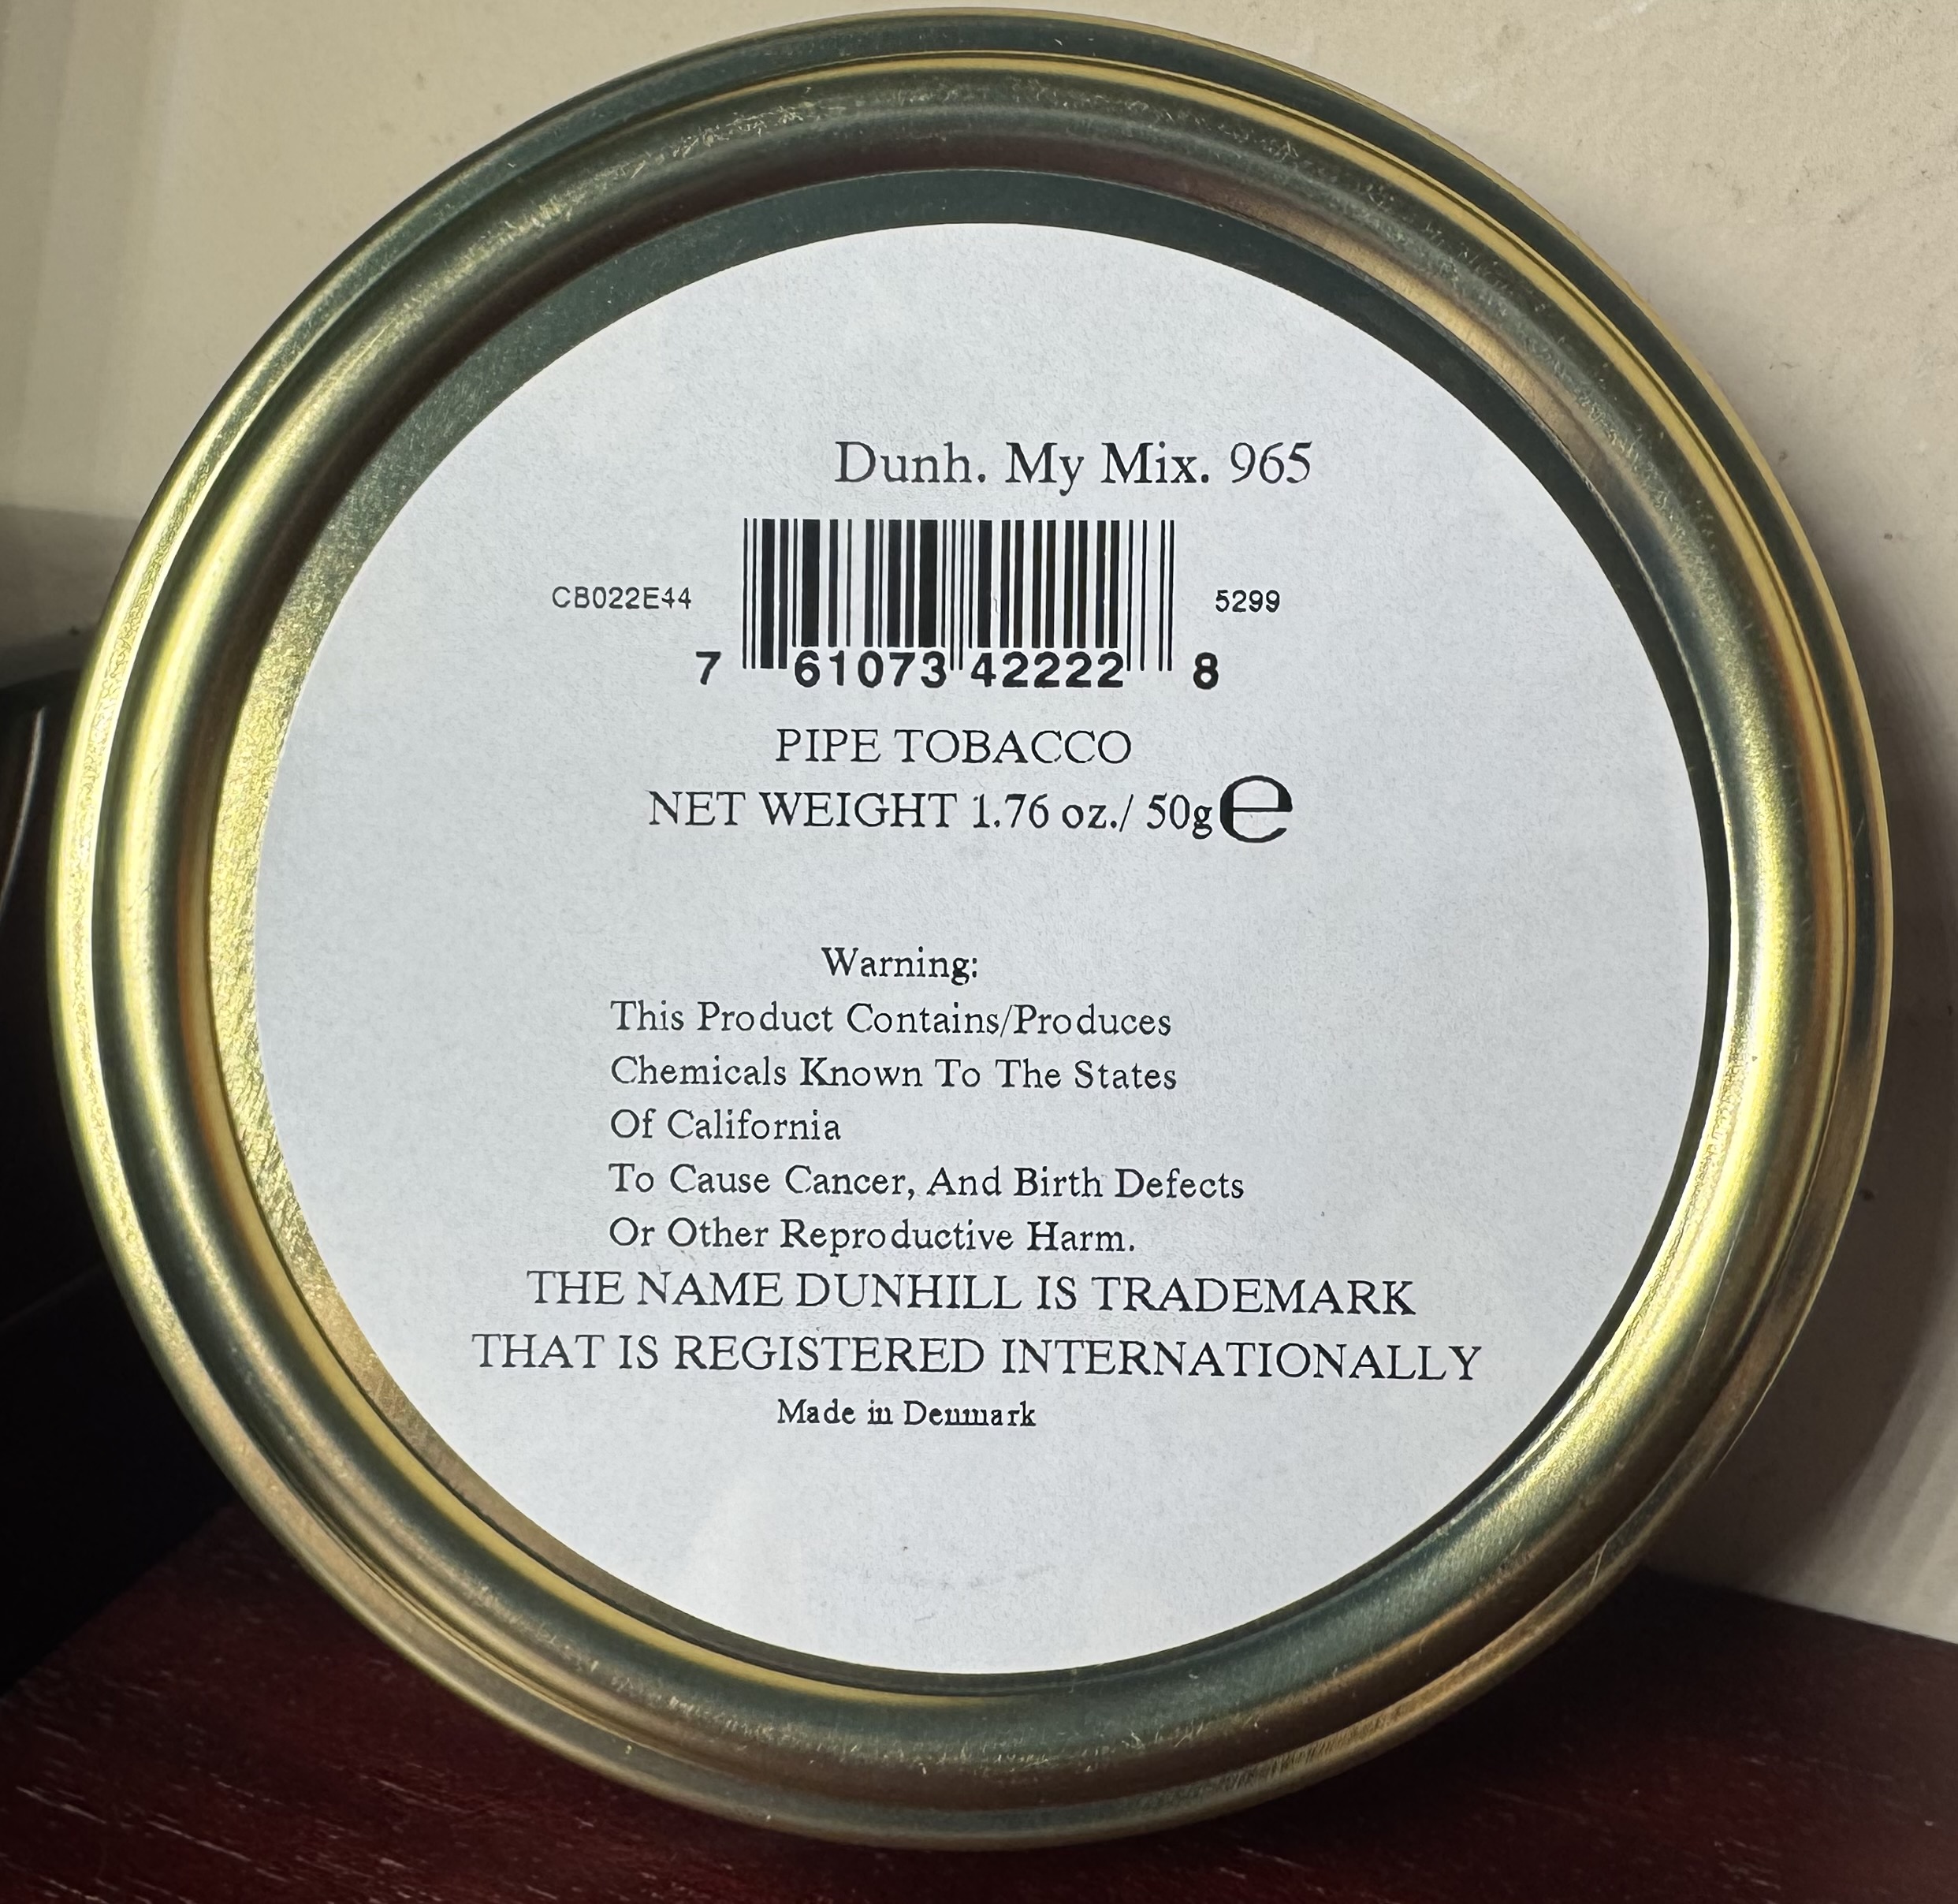 Dunh. My Mix. 965
CB022E44 5299
7 61073 42222 8
PIPE TOBACCO
NET WEIGHT 1.76 oz./ 50g e
Warning:
This Product Contains/Produces
Chemicals Known To The States
Of California
To Cause Cancer, And Birth Defects
Or Other Reproductive Harm.
THE NAME DUNHILL IS TRADEMARK
THAT IS REGISTERED INTERNATIONALLY
Made in Denmark